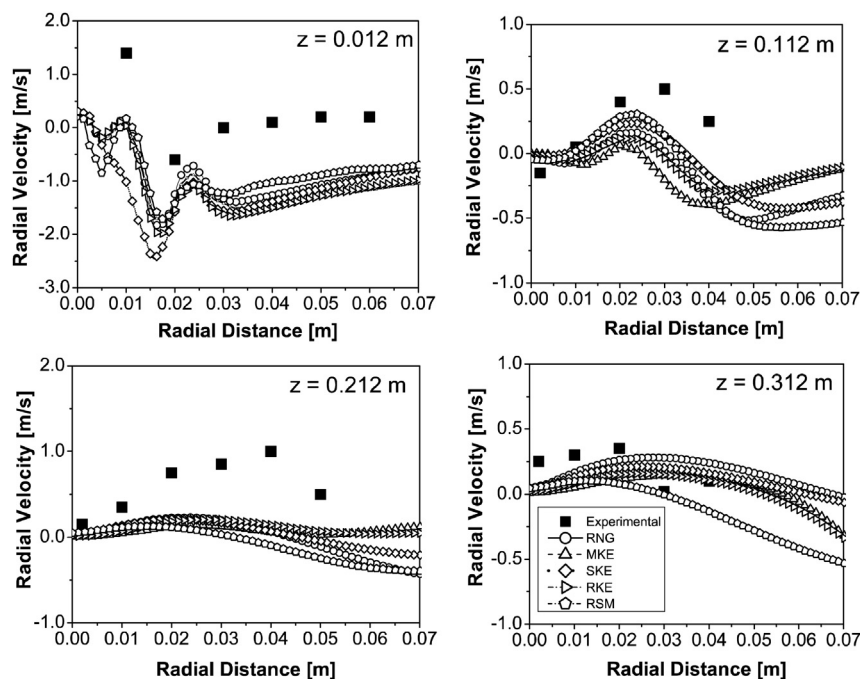 z = 0.012 m
Radial Velocity [m/s]
2.0
1.0
0.0
-1.0
-2.0
-3.0
0.00 0.01 0.02 0.03 0.04 0.05 0.06 0.07
Radial Distance [m]
z = 0.112 m
Radial Velocity [m/s]
1.0
0.5
0.0
-0.5
-1.0
0.00 0.01 0.02 0.03 0.04 0.05 0.06 0.07
Radial Distance [m]
z = 0.212 m
Radial Velocity [m/s]
2.0
1.0
0.0
-1.0
0.00 0.01 0.02 0.03 0.04 0.05 0.06 0.07
Radial Distance [m]
z = 0.312 m
Radial Velocity [m/s]
1.0
0.5
0.0
-0.5
-1.0
Experimental
RNG
MKE
SKE
RKE
RSM
0.00 0.01 0.02 0.03 0.04 0.05 0.06 0.07
Radial Distance [m]